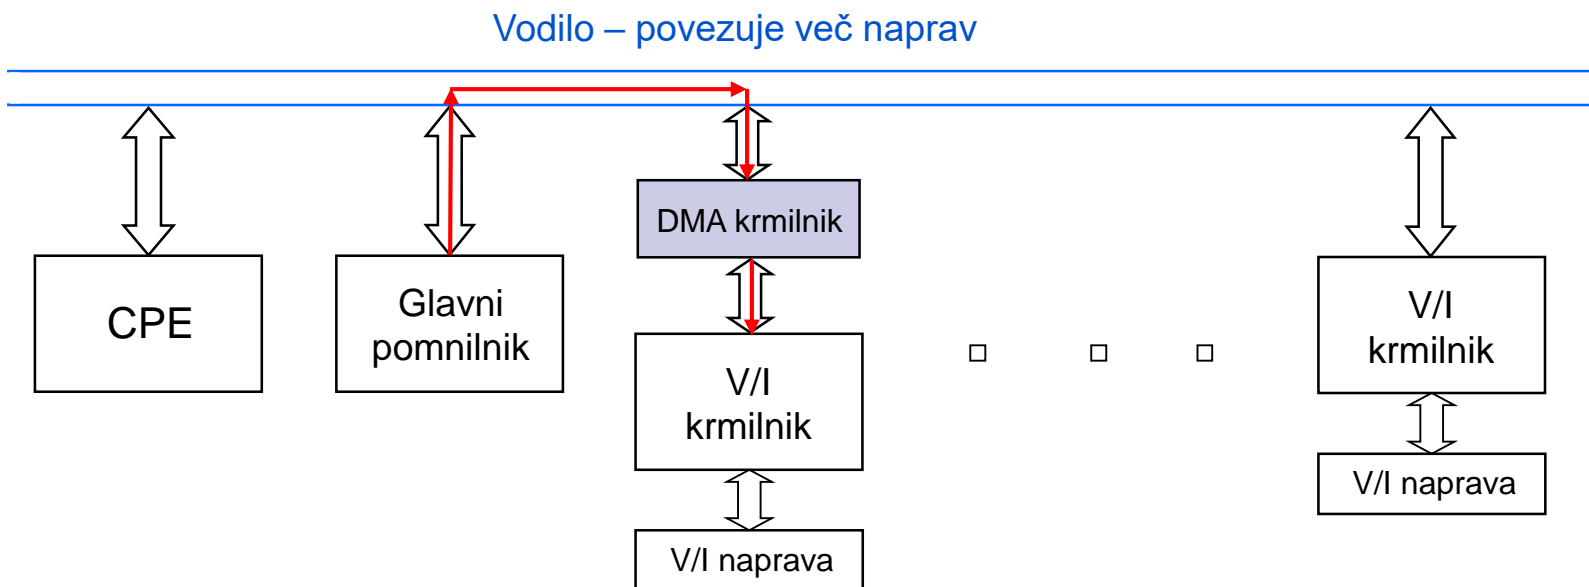 Vodilo – povezuje več naprav
CPE
Glavni
pomnilnik
DMA krmilnik
V/I
krmilnik
V/I naprava
V/I
krmilnik
V/I naprava